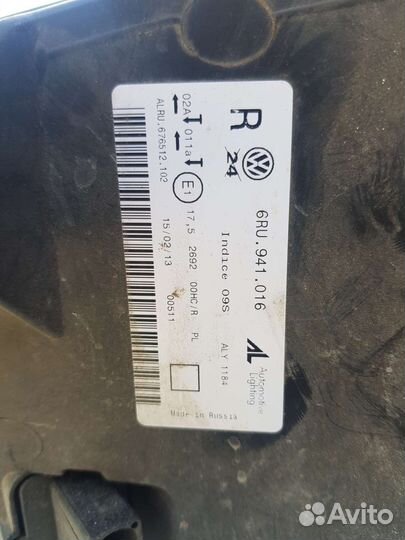 R
24
6RU.941.016
Indice 09S
ALY 1184
AL Automotive
Lighting
02A 011a E1 17,5 2692 00HC/R PL
ALRU.676512.102
15/02/13
00511
Made in Russia
Avito